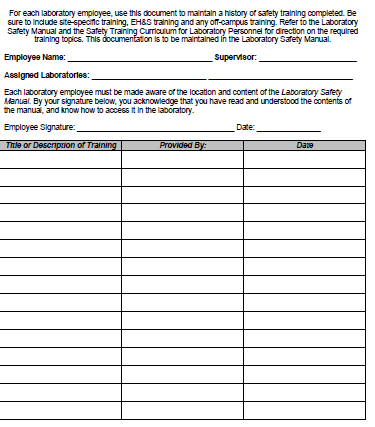 For each laboratory employee, use this document to maintain a history of safety training completed. Be
sure to include site-specific training, EH&S training and any off-campus training. Refer to the Laboratory
Safety Manual and the Safety Training Curriculum for Laboratory Personnel for direction on the required
training topics. This documentation is to be maintained in the Laboratory Safety Manual.
Employee Name: Supervisor:
Assigned Laboratories:
Each laboratory employee must be made aware of the location and content of the Laboratory Safety
Manual. By your signature below, you acknowledge that you have read and understood the contents of
the manual, and know how to access it in the laboratory.
Employee Signature: Date:
Title or Description of Training Provided By: Date